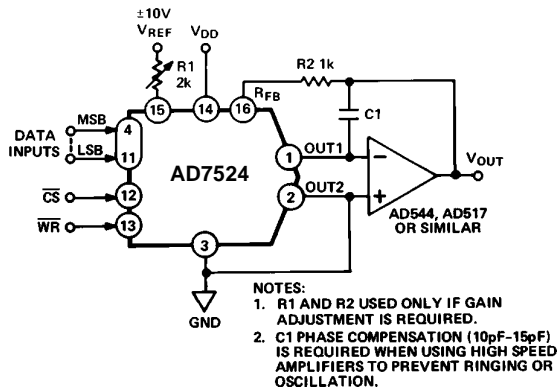 ±10V
VREF
VDD
R1
2k
R2 1k
RFB
C1
15
14
16
MSB
4
DATA
INPUTS
LSB
11
AD7524
1
OUT1
−
VOUT
CS
12
2
OUT2
+
WR
13
AD544, AD517
OR SIMILAR
3
GND
NOTES:
1. R1 AND R2 USED ONLY IF GAIN
ADJUSTMENT IS REQUIRED.
2. C1 PHASE COMPENSATION (10pF–15pF)
IS REQUIRED WHEN USING HIGH SPEED
AMPLIFIERS TO PREVENT RINGING OR
OSCILLATION.